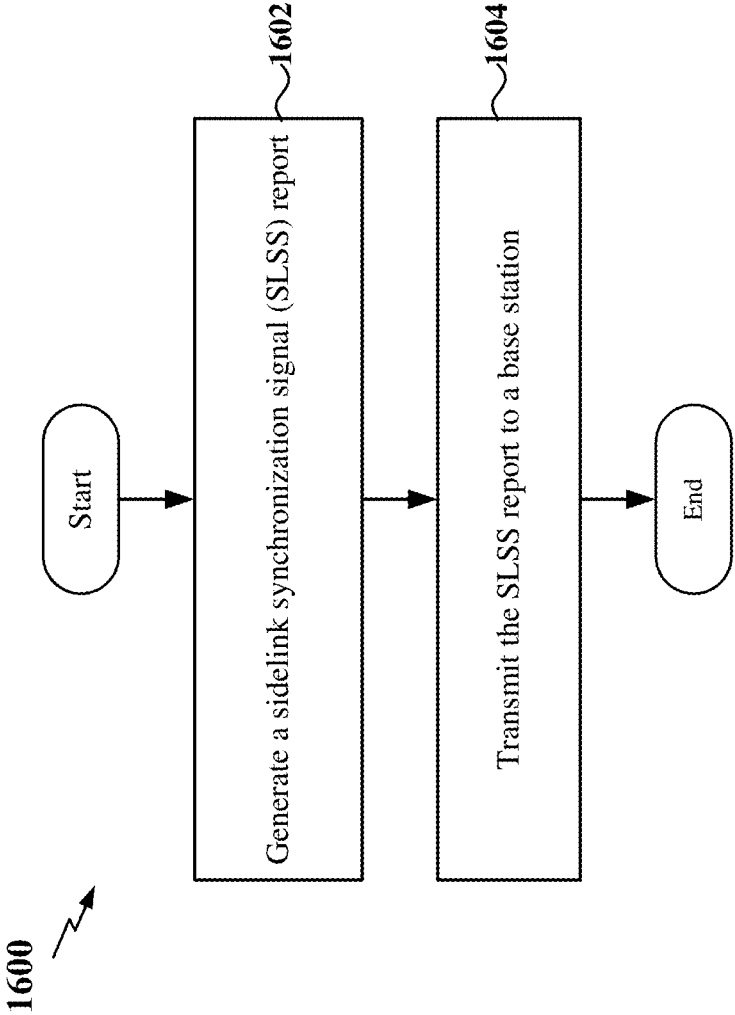 1600
Start
Generate a sidelink synchronization signal (SLSS) report
1602
Transmit the SLSS report to a base station
1604
End